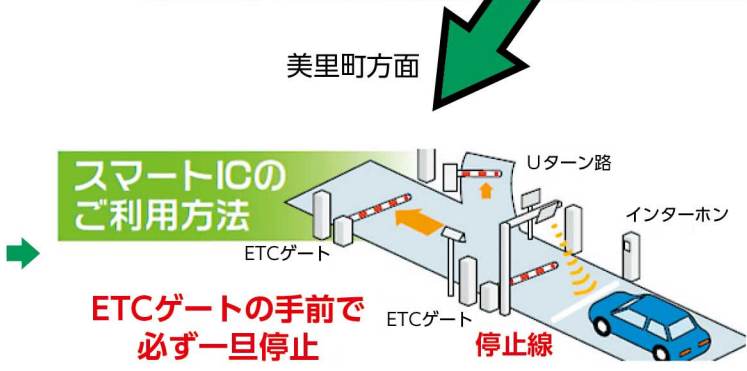 美里町方面
スマートICの
ご利用方法
Uターン路
インターホン
ETCゲート
ETCゲートの手前で
必ず一旦停止
ETCゲート
停止線